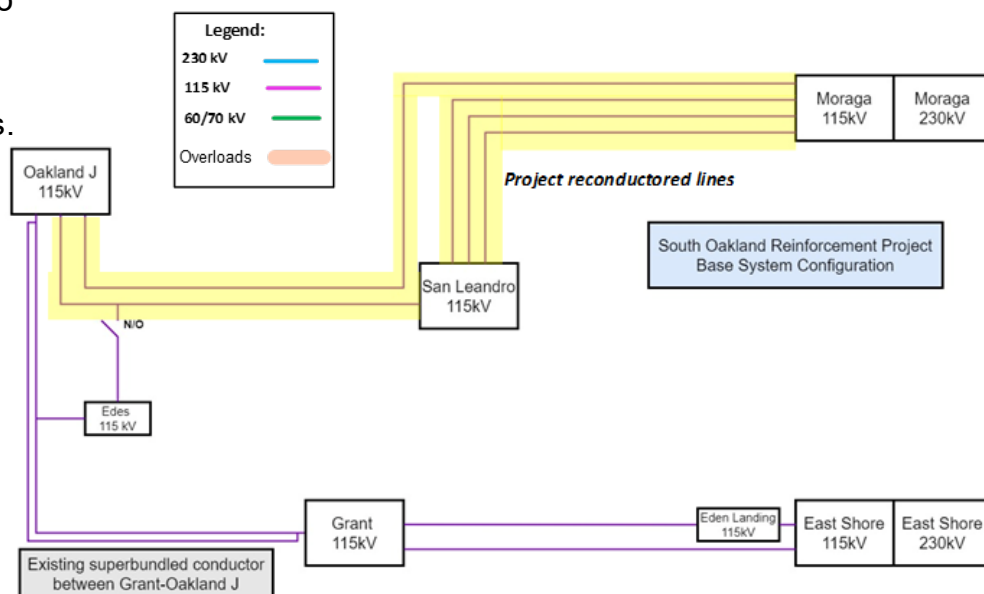 s.
Legend:
230 kV
115 kV
60/70 kV
Overloads
Moraga
115kV
Moraga
230kV
Oakland J
115kV
Project reconductored lines
South Oakland Reinforcement Project
Base System Configuration
San Leandro
115kV
N/O
Edes
115 kV
Grant
115kV
Eden Landing
115kV
East Shore
115kV
East Shore
230kV
Existing superbundled conductor
between Grant-Oakland J